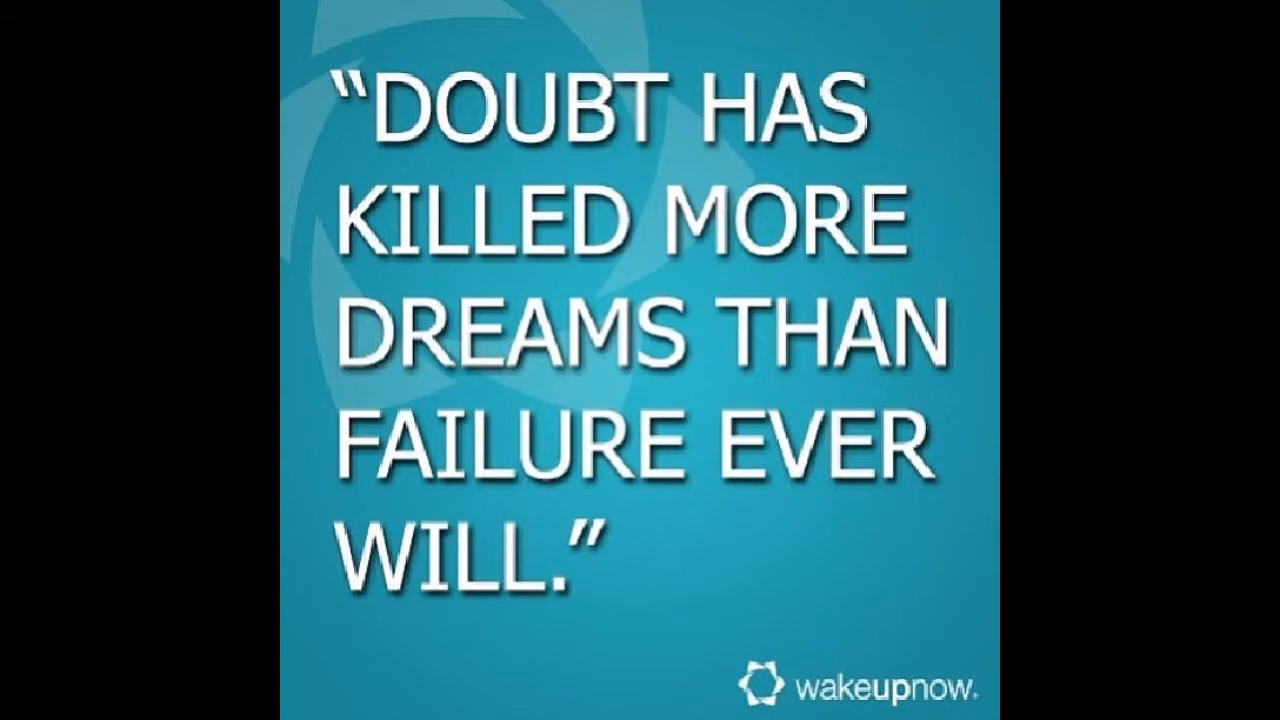 “DOUBT HAS
KILLED MORE
DREAMS THAN
FAILURE EVER
WILL.”
wakeupnow.